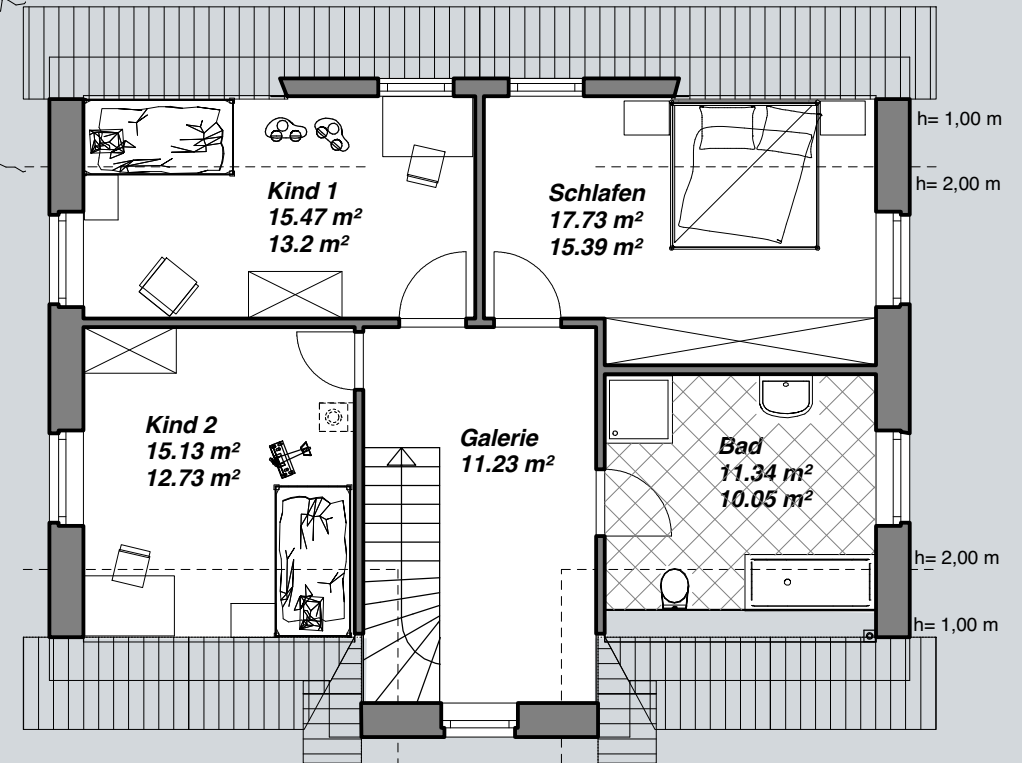 h= 1,00 m
h= 2,00 m
Kind 1
15.47 m²
13.2 m²
Schlafen
17.73 m²
15.39 m²
Kind 2
15.13 m²
12.73 m²
Galerie
11.23 m²
Bad
11.34 m²
10.05 m²
h= 2,00 m
h= 1,00 m